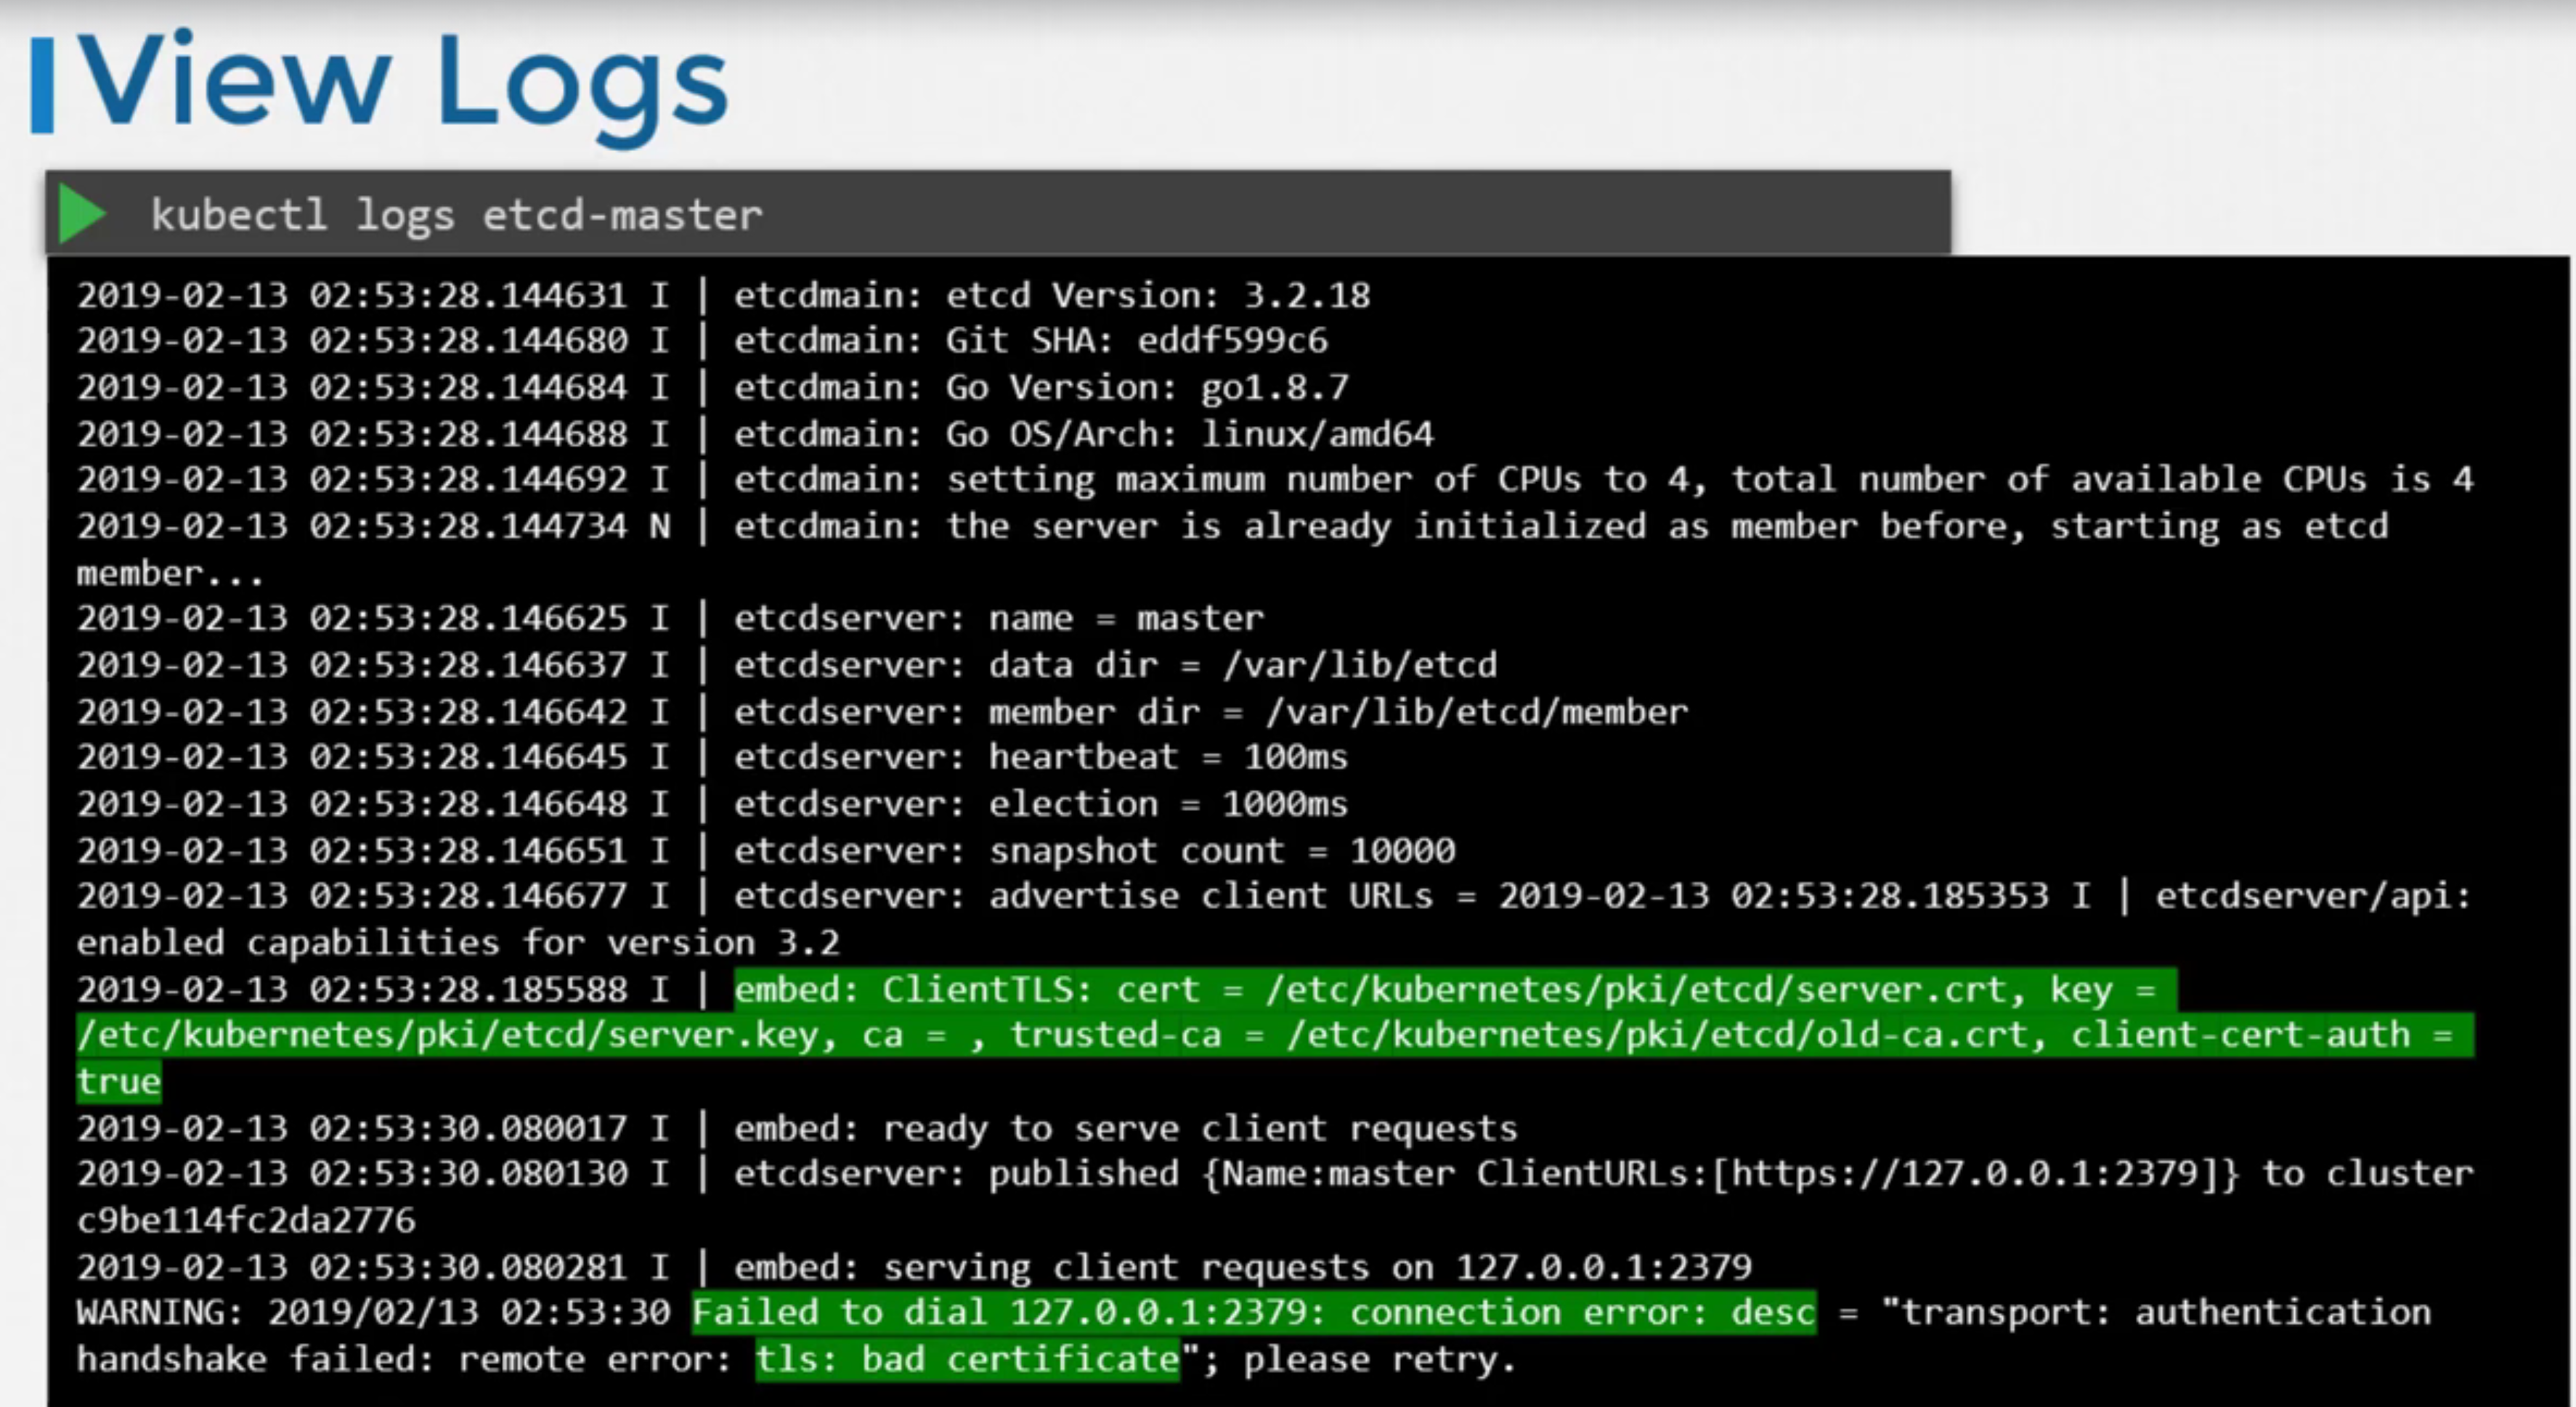 View Logs
kubectl logs etcd-master
2019-02-13 02:53:28.144631 I | etcdmain: etcd Version: 3.2.18
2019-02-13 02:53:28.144680 I | etcdmain: Git SHA: eddf599c6
2019-02-13 02:53:28.144684 I | etcdmain: Go Version: go1.8.7
2019-02-13 02:53:28.144688 I | etcdmain: Go OS/Arch: linux/amd64
2019-02-13 02:53:28.144692 I | etcdmain: setting maximum number of CPUs to 4, total number of available CPUs is 4
2019-02-13 02:53:28.144734 N | etcdmain: the server is already initialized as member before, starting as etcd
member...
2019-02-13 02:53:28.146625 I | etcdserver: name = master
2019-02-13 02:53:28.146637 I | etcdserver: data dir = /var/lib/etcd
2019-02-13 02:53:28.146642 I | etcdserver: member dir = /var/lib/etcd/member
2019-02-13 02:53:28.146645 I | etcdserver: heartbeat = 100ms
2019-02-13 02:53:28.146648 I | etcdserver: election = 1000ms
2019-02-13 02:53:28.146651 I | etcdserver: snapshot count = 10000
2019-02-13 02:53:28.146677 I | etcdserver: advertise client URLs = 2019-02-13 02:53:28.185353 I | etcdserver/api:
enabled capabilities for version 3.2
2019-02-13 02:53:28.185588 I | embed: ClientTLS: cert = /etc/kubernetes/pki/etcd/server.crt, key =
/etc/kubernetes/pki/etcd/server.key, ca = , trusted-ca = /etc/kubernetes/pki/etcd/old-ca.crt, client-cert-auth =
true
2019-02-13 02:53:30.080017 I | embed: ready to serve client requests
2019-02-13 02:53:30.080130 I | etcdserver: published {Name:master ClientURLs:[https://127.0.0.1:2379]} to cluster
c9be114fc2da2776
2019-02-13 02:53:30.080281 I | embed: serving client requests on 127.0.0.1:2379
WARNING: 2019/02/13 02:53:30 Failed to dial 127.0.0.1:2379: connection error: desc = "transport: authentication
handshake failed: remote error: tls: bad certificate"; please retry.